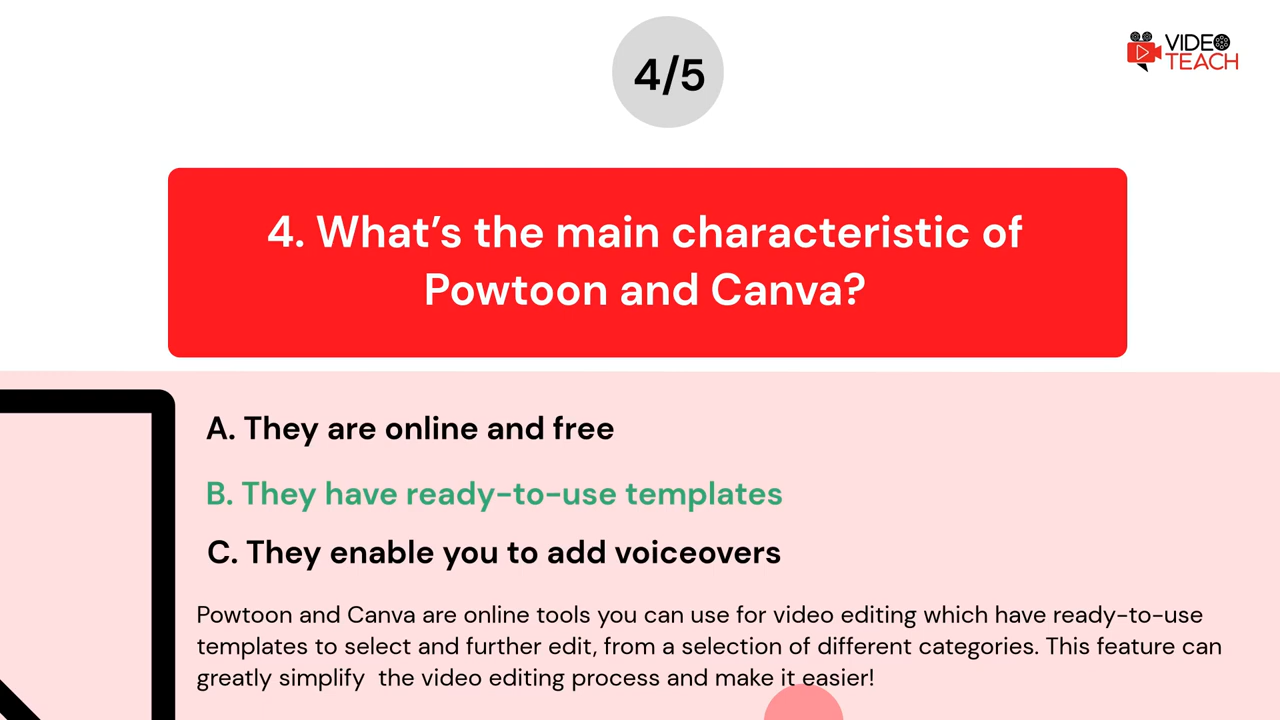 4/5
VIDEO
TEACH
4. What’s the main characteristic of
Powtoon and Canva?
A. They are online and free
B. They have ready-to-use templates
C. They enable you to add voiceovers
Powtoon and Canva are online tools you can use for video editing which have ready-to-use
templates to select and further edit, from a selection of different categories. This feature can
greatly simplify  the video editing process and make it easier!